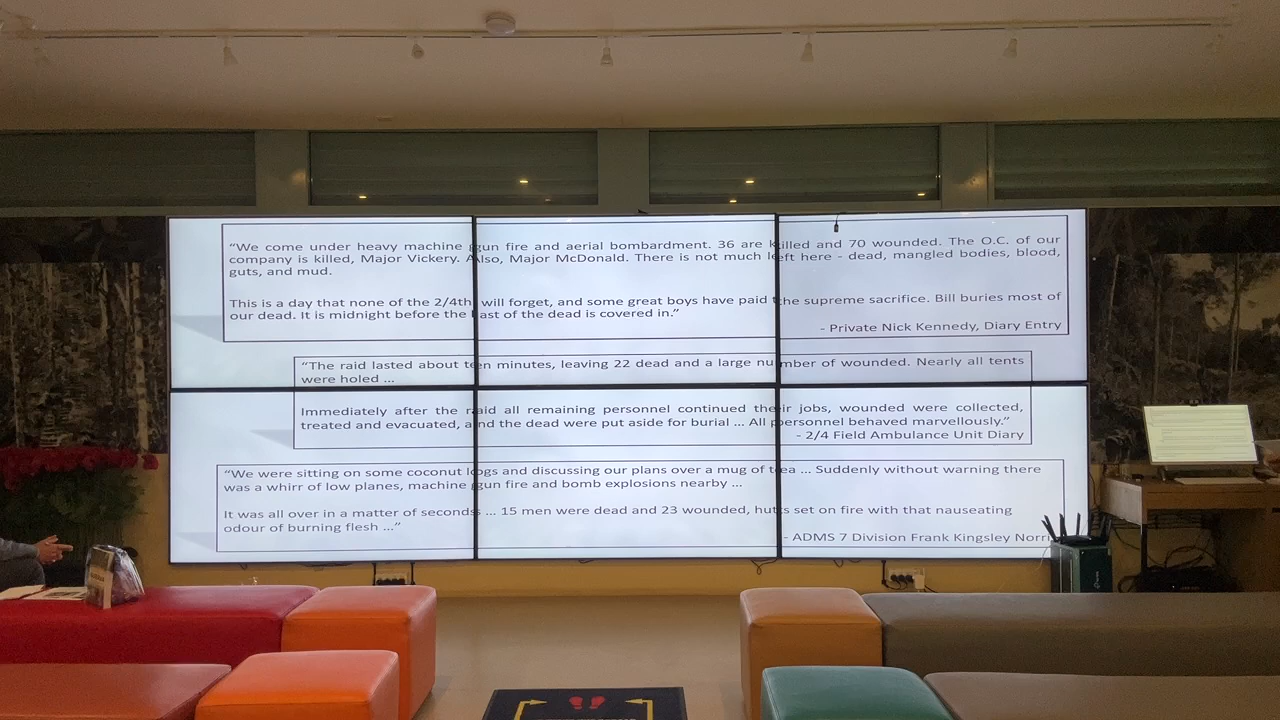 “We come under heavy machine gun fire and aerial bombardment. 36 are killed and 70 wounded. The O.C. of our
company is killed, Major Vickery. Also, Major McDonald. There is not much left here - dead, mangled bodies, blood,
guts, and mud.
This is a day that none of the 2/4th will forget, and some great boys have paid the supreme sacrifice. Bill buries most of
our dead. It is midnight before the last of the dead is covered in.”
- Private Nick Kennedy, Diary Entry
“The raid lasted about ten minutes, leaving 22 dead and a large number of wounded. Nearly all tents
were holed ...
Immediately after the raid all remaining personnel continued their jobs, wounded were collected,
treated and evacuated, and the dead were put aside for burial ... All personnel behaved marvellously.”
- 2/4 Field Ambulance Unit Diary
“We were sitting on some coconut logs and discussing our plans over a mug of tea ... Suddenly without warning there
was a whirr of low planes, machine gun fire and bomb explosions nearby ...
It was all over in a matter of seconds ... 15 men were dead and 23 wounded, huts set on fire with that nauseating
odour of burning flesh ...”
- ADMS 7 Division Frank Kingsley Norris